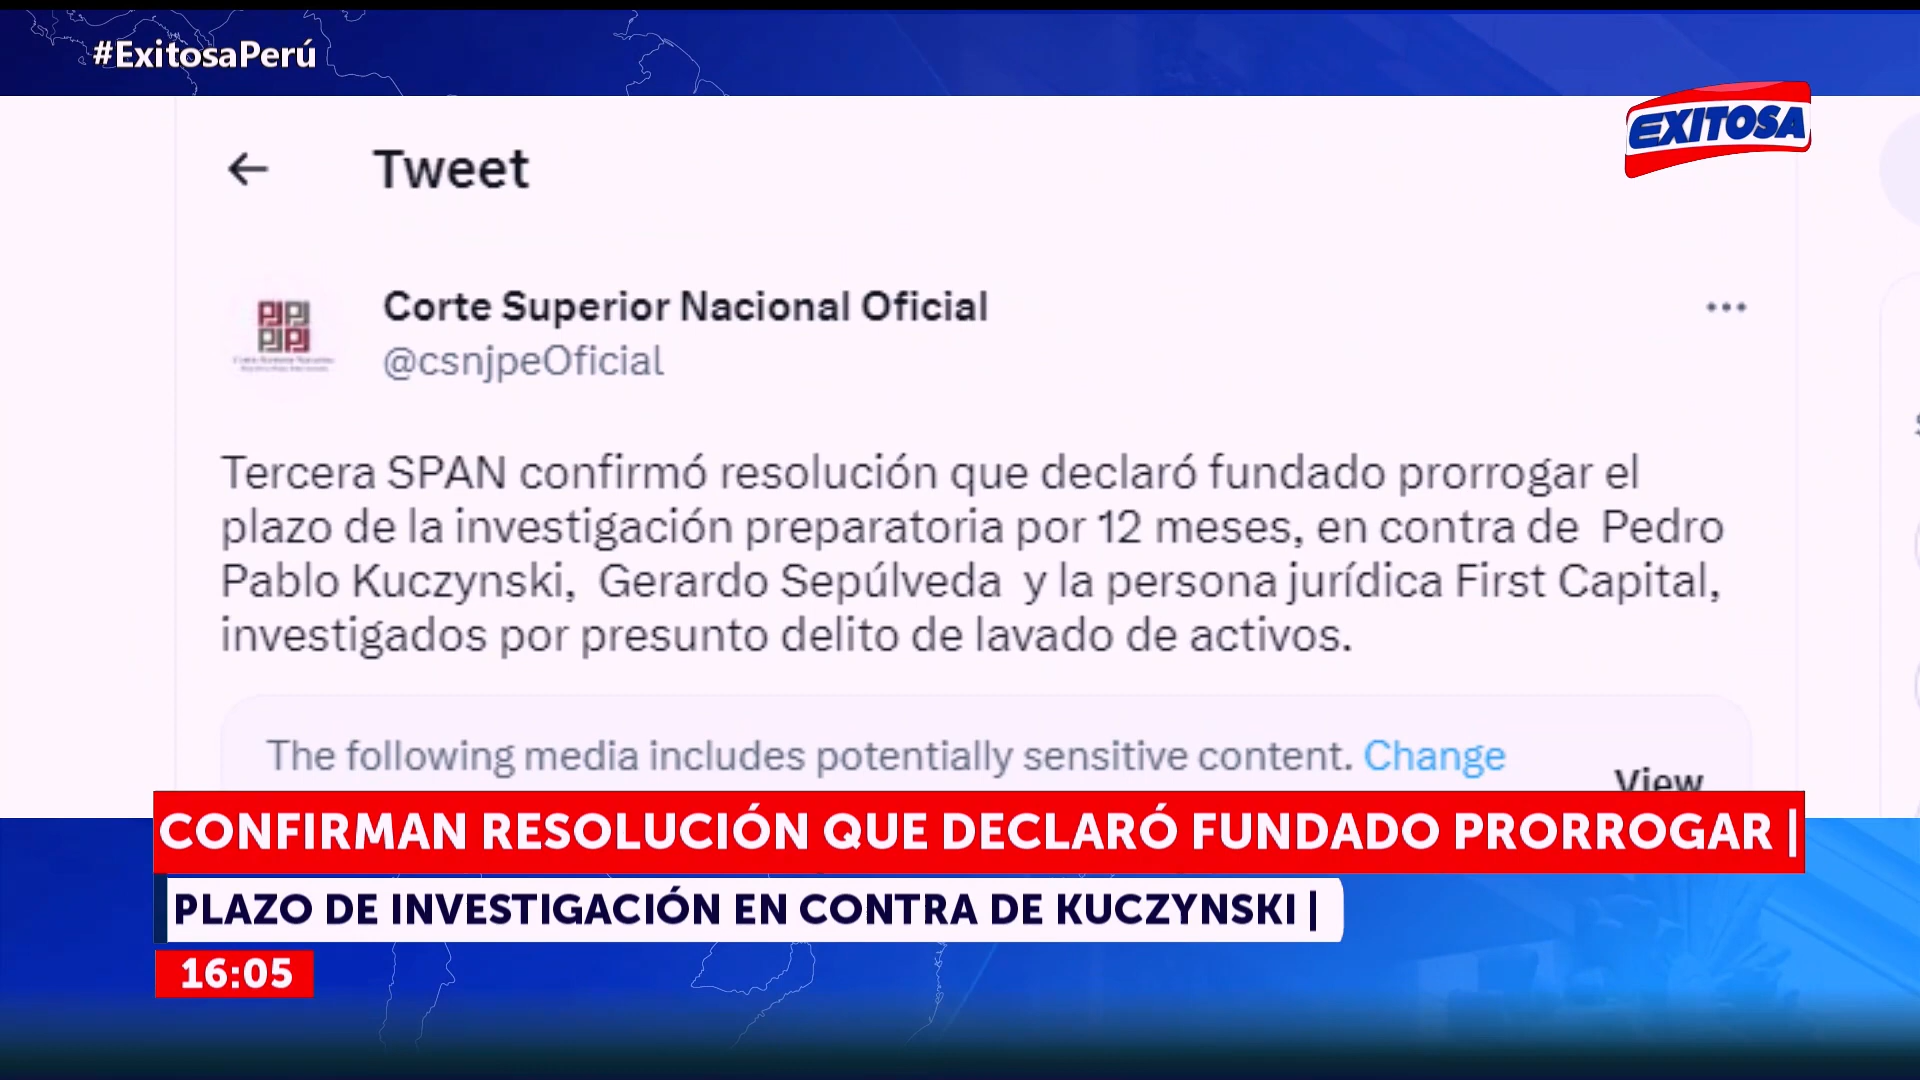 #ExitosaPerú
EXITOSA
← Tweet
Corte Superior Nacional Oficial
@csnjpeOficial
Tercera SPAN confirmó resolución que declaró fundado prorrogar el
plazo de la investigación preparatoria por 12 meses, en contra de Pedro
Pablo Kuczynski, Gerardo Sepúlveda y la persona jurídica First Capital,
investigados por presunto delito de lavado de activos.
The following media includes potentially sensitive content. Change
View
CONFIRMAN RESOLUCIÓN QUE DECLARÓ FUNDADO PRORROGAR |
PLAZO DE INVESTIGACIÓN EN CONTRA DE KUCZYNSKI |
16:05